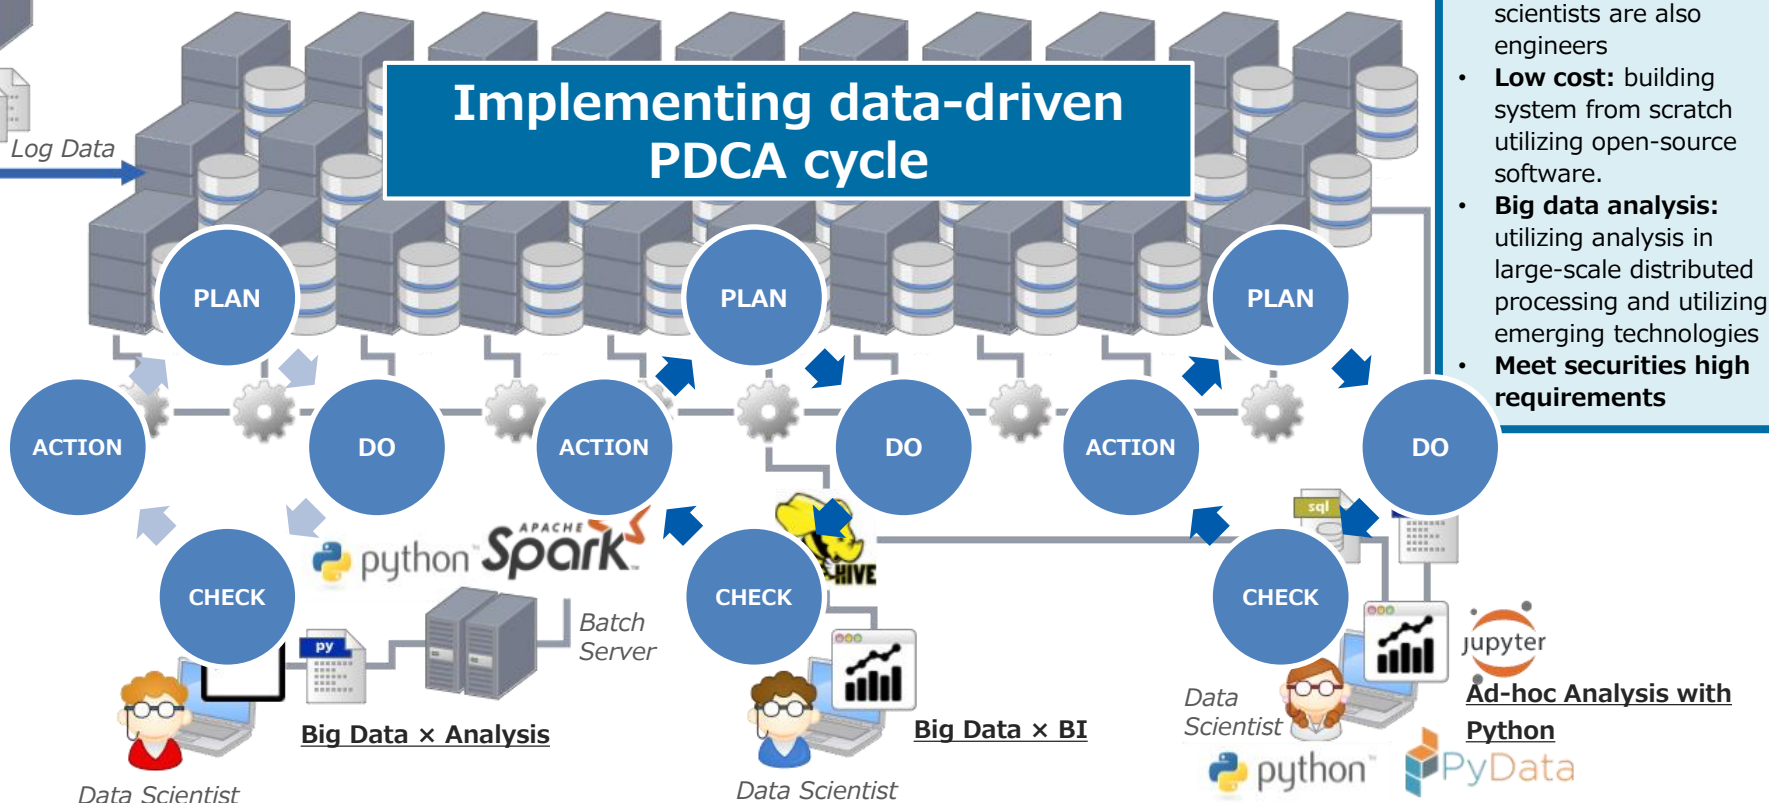 Implementing data-driven
PDCA cycle
Log Data
scientists are also
engineers
• Low cost: building
system from scratch
utilizing open-source
software.
• Big data analysis:
utilizing analysis in
large-scale distributed
processing and utilizing
emerging technologies
• Meet securities high
requirements
PLAN
PLAN
PLAN
ACTION
DO
ACTION
DO
ACTION
DO
CHECK
CHECK
CHECK
python™
APACHE
Spark™
HIVE
sql
py
Batch
Server
jupyter
Big Data × Analysis
Data Scientist
Big Data × BI
Data Scientist
Data
Scientist
Ad-hoc Analysis with
Python
python™
PyData